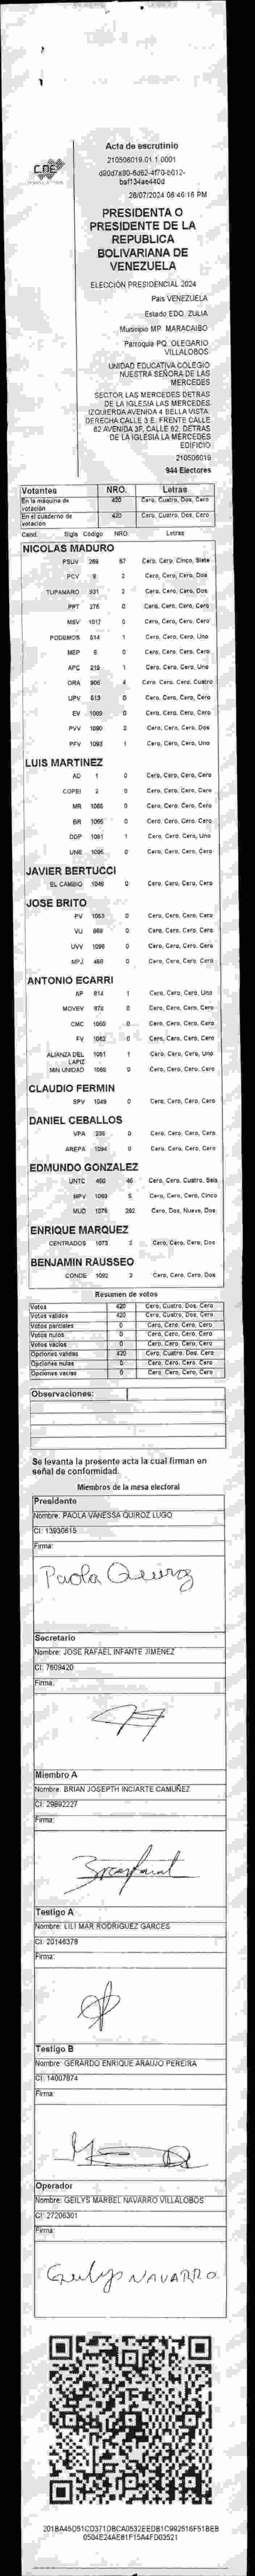 CNE
Acta de escrutinio
210506019.01.1.0001
28/07/2024 06:46:16 PM
PRESIDENTA O
PRESIDENTE DE LA
REPUBLICA
BOLIVARIANA DE
VENEZUELA
ELECCIÓN PRESIDENCIAL 2024
País VENEZUELA
Estado EDO. ZULIA
Municipio MP. MARACAIBO
Parroquia PQ. OLEGARIO
VILLALOBOS
UNIDAD EDUCATIVA COLEGIO
NUESTRA SEÑORA DE LAS
MERCEDES
SECTOR LAS MERCEDES DETRAS
DE LA IGLESIA LAS MERCEDES
IZQUIERDA AVENIDA 4 BELLA VISTA.
DERECHA CALLE 3 E. FRENTE CALLE
62 AVENIDA 3F, CALLE 62. DETRAS
DE LA IGLESIA LA MERCEDES
EDIFICIO
210506019
944 Electores
Votantes NRO. Letras
En la máquina de votación 420 Cero, Cuatro, Dos, Cero
En el cuaderno de votación 420 Cero, Cuatro, Dos, Cero
Cand. Sigla Código NRO. Letras
NICOLAS MADURO
PSUV 268 57 Cero, Cero, Cinco, Siete
PCV 9 2 Cero, Cero, Cero, Dos
TUPAMARO 931 2 Cero, Cero, Cero, Dos
PPT 276 0 Cero, Cero, Cero, Cero
MSV 1017 0 Cero, Cero, Cero, Cero
PODEMOS 514 1 Cero, Cero, Cero, Uno
MEP 6 0 Cero, Cero, Cero, Cero
APC 219 1 Cero, Cero, Cero, Uno
ORA 906 4 Cero, Cero, Cero, Cuatro
UPV 613 0 Cero, Cero, Cero, Cero
EV 1009 0 Cero, Cero, Cero, Cero
PVV 1080 2 Cero, Cero, Cero, Dos
PFV 1093 1 Cero, Cero, Cero, Uno
LUIS MARTINEZ
AD 1 0 Cero, Cero, Cero, Cero
COPEI 2 0 Cero, Cero, Cero, Cero
MR 1066 0 Cero, Cero, Cero, Cero
BR 0 Cero, Cero, Cero, Cero
DDP 1091 1 Cero, Cero, Cero, Uno
UNE 1095 0 Cero, Cero, Cero, Cero
JAVIER BERTUCCI
EL CAMBIO 1048 0 Cero, Cero, Cero, Cero
JOSE BRITO
PV 1053 0 Cero, Cero, Cero, Cero
VU 869 0 Cero, Cero, Cero, Cero
UVV 1096 0 Cero, Cero, Cero, Cero
MPJ 458 0 Cero, Cero, Cero, Cero
ANTONIO ECARRI
AP 814 1 Cero, Cero, Cero, Uno
MOVEV 978 0 Cero, Cero, Cero, Cero
CMC 1060 0 Cero, Cero, Cero, Cero
FV 1062 0 Cero, Cero, Cero, Cero
ALIANZA DEL LAPIZ 1051 1 Cero, Cero, Cero, Uno
MIN UNIDAD 1068 0 Cero, Cero, Cero, Cero
CLAUDIO FERMIN
SPV 1049 0 Cero, Cero, Cero, Cero
DANIEL CEBALLOS
VPA 236 0 Cero, Cero, Cero, Cero
AREPA 1094 0 Cero, Cero, Cero, Cero
EDMUNDO GONZALEZ
UNTC 460 46 Cero, Cero, Cuatro, Seis
MPV 1069 5 Cero, Cero, Cero, Cinco
MUD 1076 292 Cero, Dos, Nueve, Dos
ENRIQUE MARQUEZ
CENTRADOS 1073 2 Cero, Cero, Cero, Dos
BENJAMIN RAUSSEO
CONDE 1092 2 Cero, Cero, Cero, Dos
Resumen de votos
Votos 420 Cero, Cuatro, Dos, Cero
Votos válidos 420 Cero, Cuatro, Dos, Cero
Votos parciales 0 Cero, Cero, Cero, Cero
Votos nulos 0 Cero, Cero, Cero, Cero
Votos vacíos 0 Cero, Cero, Cero, Cero
Opciones válidas 420 Cero, Cuatro, Dos, Cero
Opciones nulas 0 Cero, Cero, Cero, Cero
Opciones vacías 0 Cero, Cero, Cero, Cero
Observaciones:
Se levanta la presente acta la cual firman en
señal de conformidad.
Miembros de la mesa electoral
Presidente
Nombre: PAOLA VANESSA QUIROZ LUGO
CI: 13930615
Firma:
Paola Quiroz
Secretario
Nombre: JOSE RAFAEL INFANTE JIMENEZ
CI: 7609420
Firma:
Miembro A
Nombre: BRIAN JOSEPTH INCIARTE CAMUÑEZ
CI: 29892227
Firma:
Testigo A
Nombre: LILI MAR RODRIGUEZ GARCES
CI: 20146378
Firma:
Testigo B
Nombre: GERARDO ENRIQUE ARAUJO PEREIRA
CI: 14007874
Firma:
Operador
Nombre: GEILYS MARBEL NAVARRO VILLALOBOS
CI: 27206301
Firma:
Geilys NAVARRO
201BA45D51CD371DBCA0532EEDB1C992516F51BEB
0504E24AE81F15A4FD03521